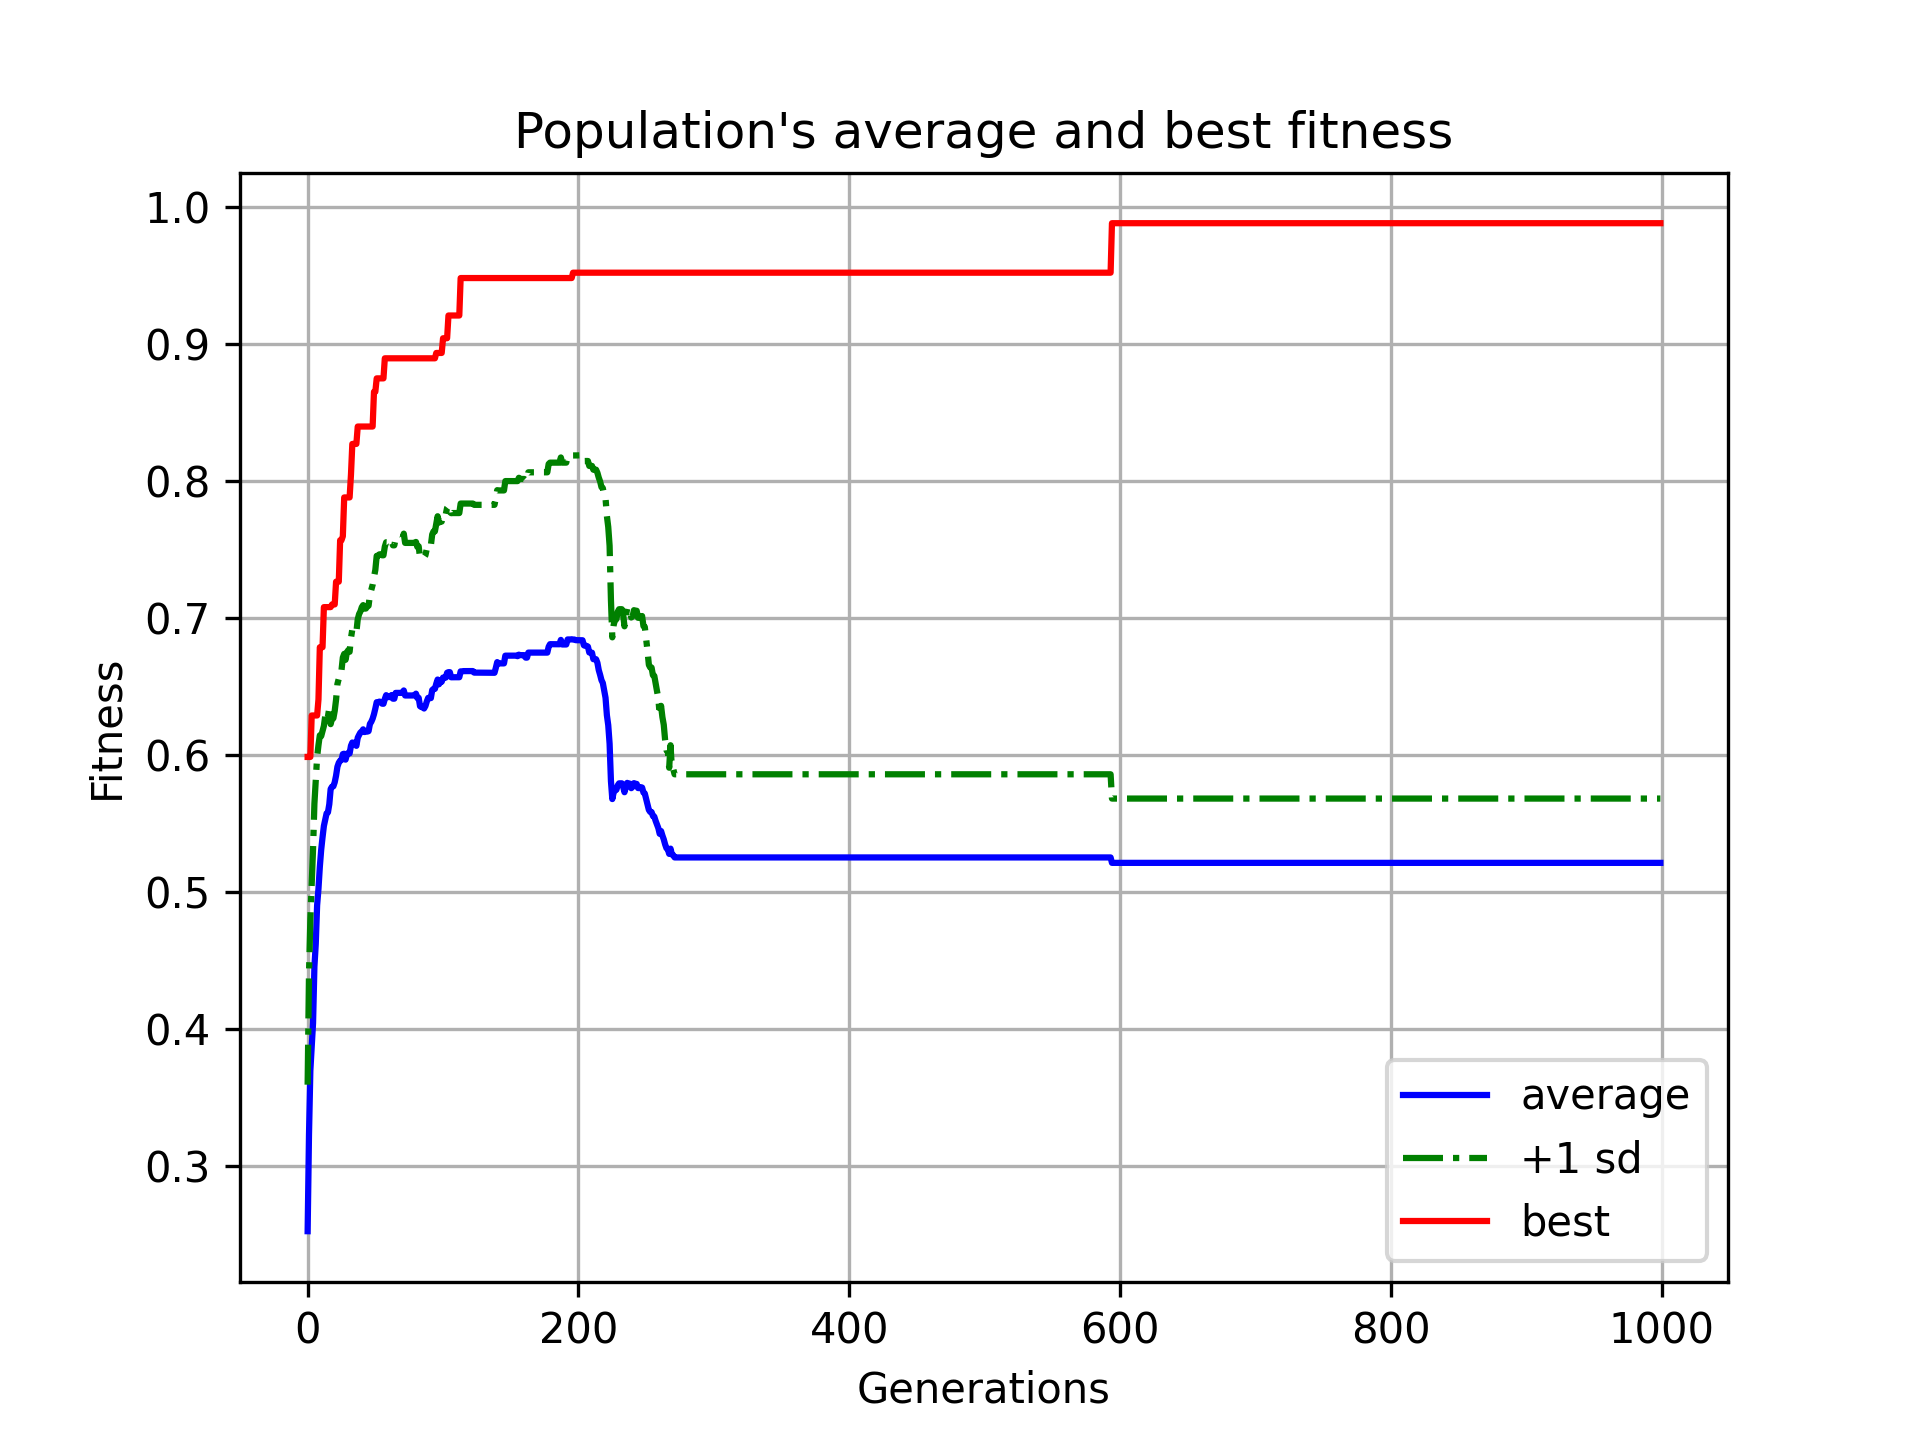 Population's average and best fitness
Fitness
1.0
0.9
0.8
0.7
0.6
0.5
0.4
0.3
0 200 400 600 800 1000
Generations
average
+1 sd
best